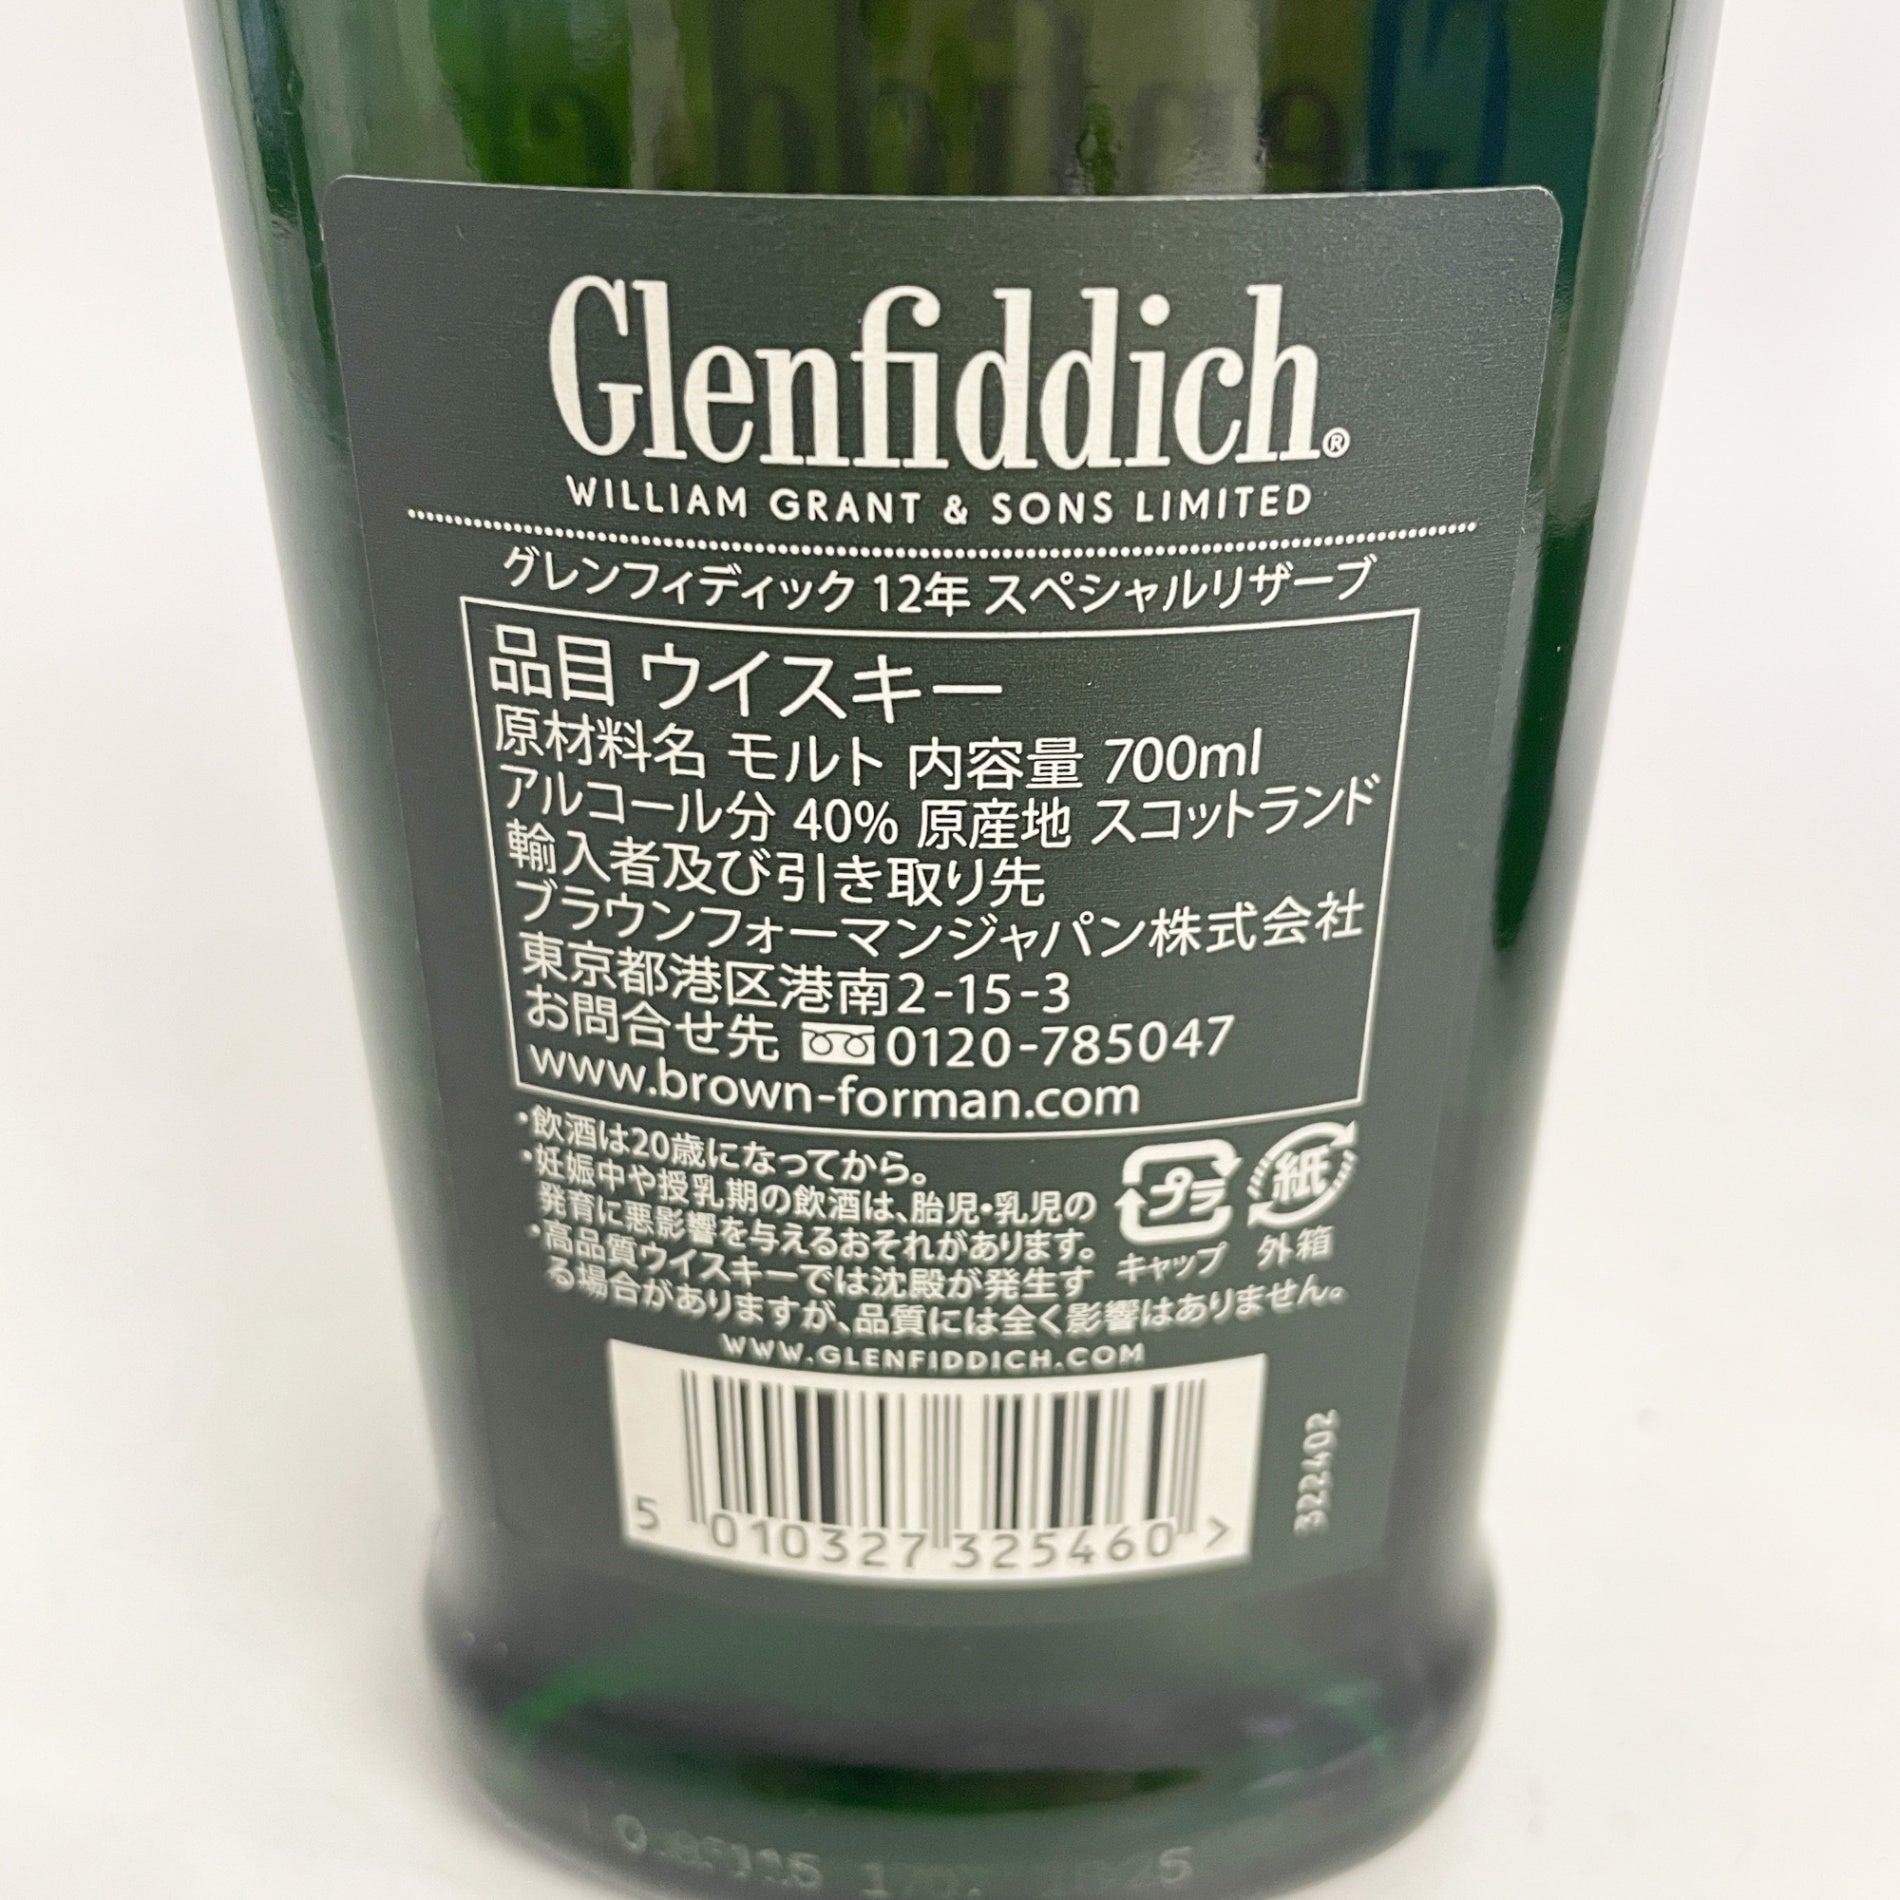 Glenfiddich®
WILLIAM GRANT & SONS LIMITED
グレンフィディック 12年 スペシャルリザーブ
品目 ウイスキー
原材料名 モルト 内容量 700ml
アルコール分 40% 原産地 スコットランド
輸入者及び引き取り先
ブラウンフォーマンジャパン株式会社
東京都港区港南2-15-3
お問合せ先 0120-785047
www.brown-forman.com
・飲酒は20歳になってから。
・妊娠中や授乳期の飲酒は、胎児・乳児の
発育に悪影響を与えるおそれがあります。
・高品質ウイスキーでは沈殿が発生す
る場合がありますが、品質には全く影響はありません。
プラ
キャップ
紙
外箱
WWW.GLENFIDDICH.COM
5 010327 325460 >
322402